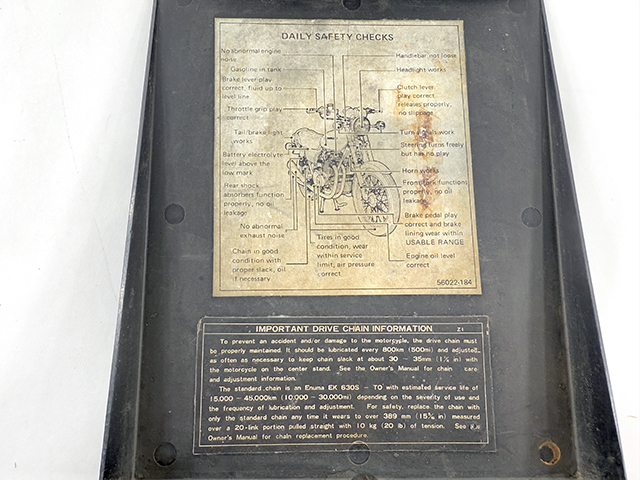 DAILY SAFETY CHECKS
No abnormal engine
noise
Gasoline in tank
Brake lever play
correct, fluid up to
level line
Throttle grip play
correct
Tail/brake light
works
Battery electrolyte
level above the
low mark
Rear shock
absorbers function
properly, no oil
leakage
No abnormal
exhaust noise
Chain in good
condition with
proper slack, oil
if necessary
Tires in good
condition, wear
within service
limit, air pressure
correct
Handlebar not loose
Headlight works
Clutch lever
play correct
releases properly,
no slippage
Turn signals work
Steering turns freely
but has no play
Horn works
Front fork functions
properly, no oil
leakage
Brake pedal play
correct and brake
lining wear within
USABLE RANGE
Engine oil level
correct
56022-184
IMPORTANT DRIVE CHAIN INFORMATION Z1
To prevent an accident and/or damage to the motorcycle, the drive chain must
be properly maintained. It should be lubricated every 800km (500mi) and adjusted
as often as necessary to keep chain slack at about 30 – 35mm (1⅜ in) with
the motorcycle on the center stand. See the Owner's Manual for chain care
and adjustment information.
The standard chain is an Enuma EK 630S – TO with estimated service life of
15,000 – 45,000km (10,000 – 30,000mi) depending on the severity of use and
the frequency of lubrication and adjustment. For safety, replace the chain with
only the standard chain any time it wears to over 389 mm measured
over a 20-link portion pulled straight with 10 kg (20 lb) of tension. See
Owner's Manual for chain replacement procedure.